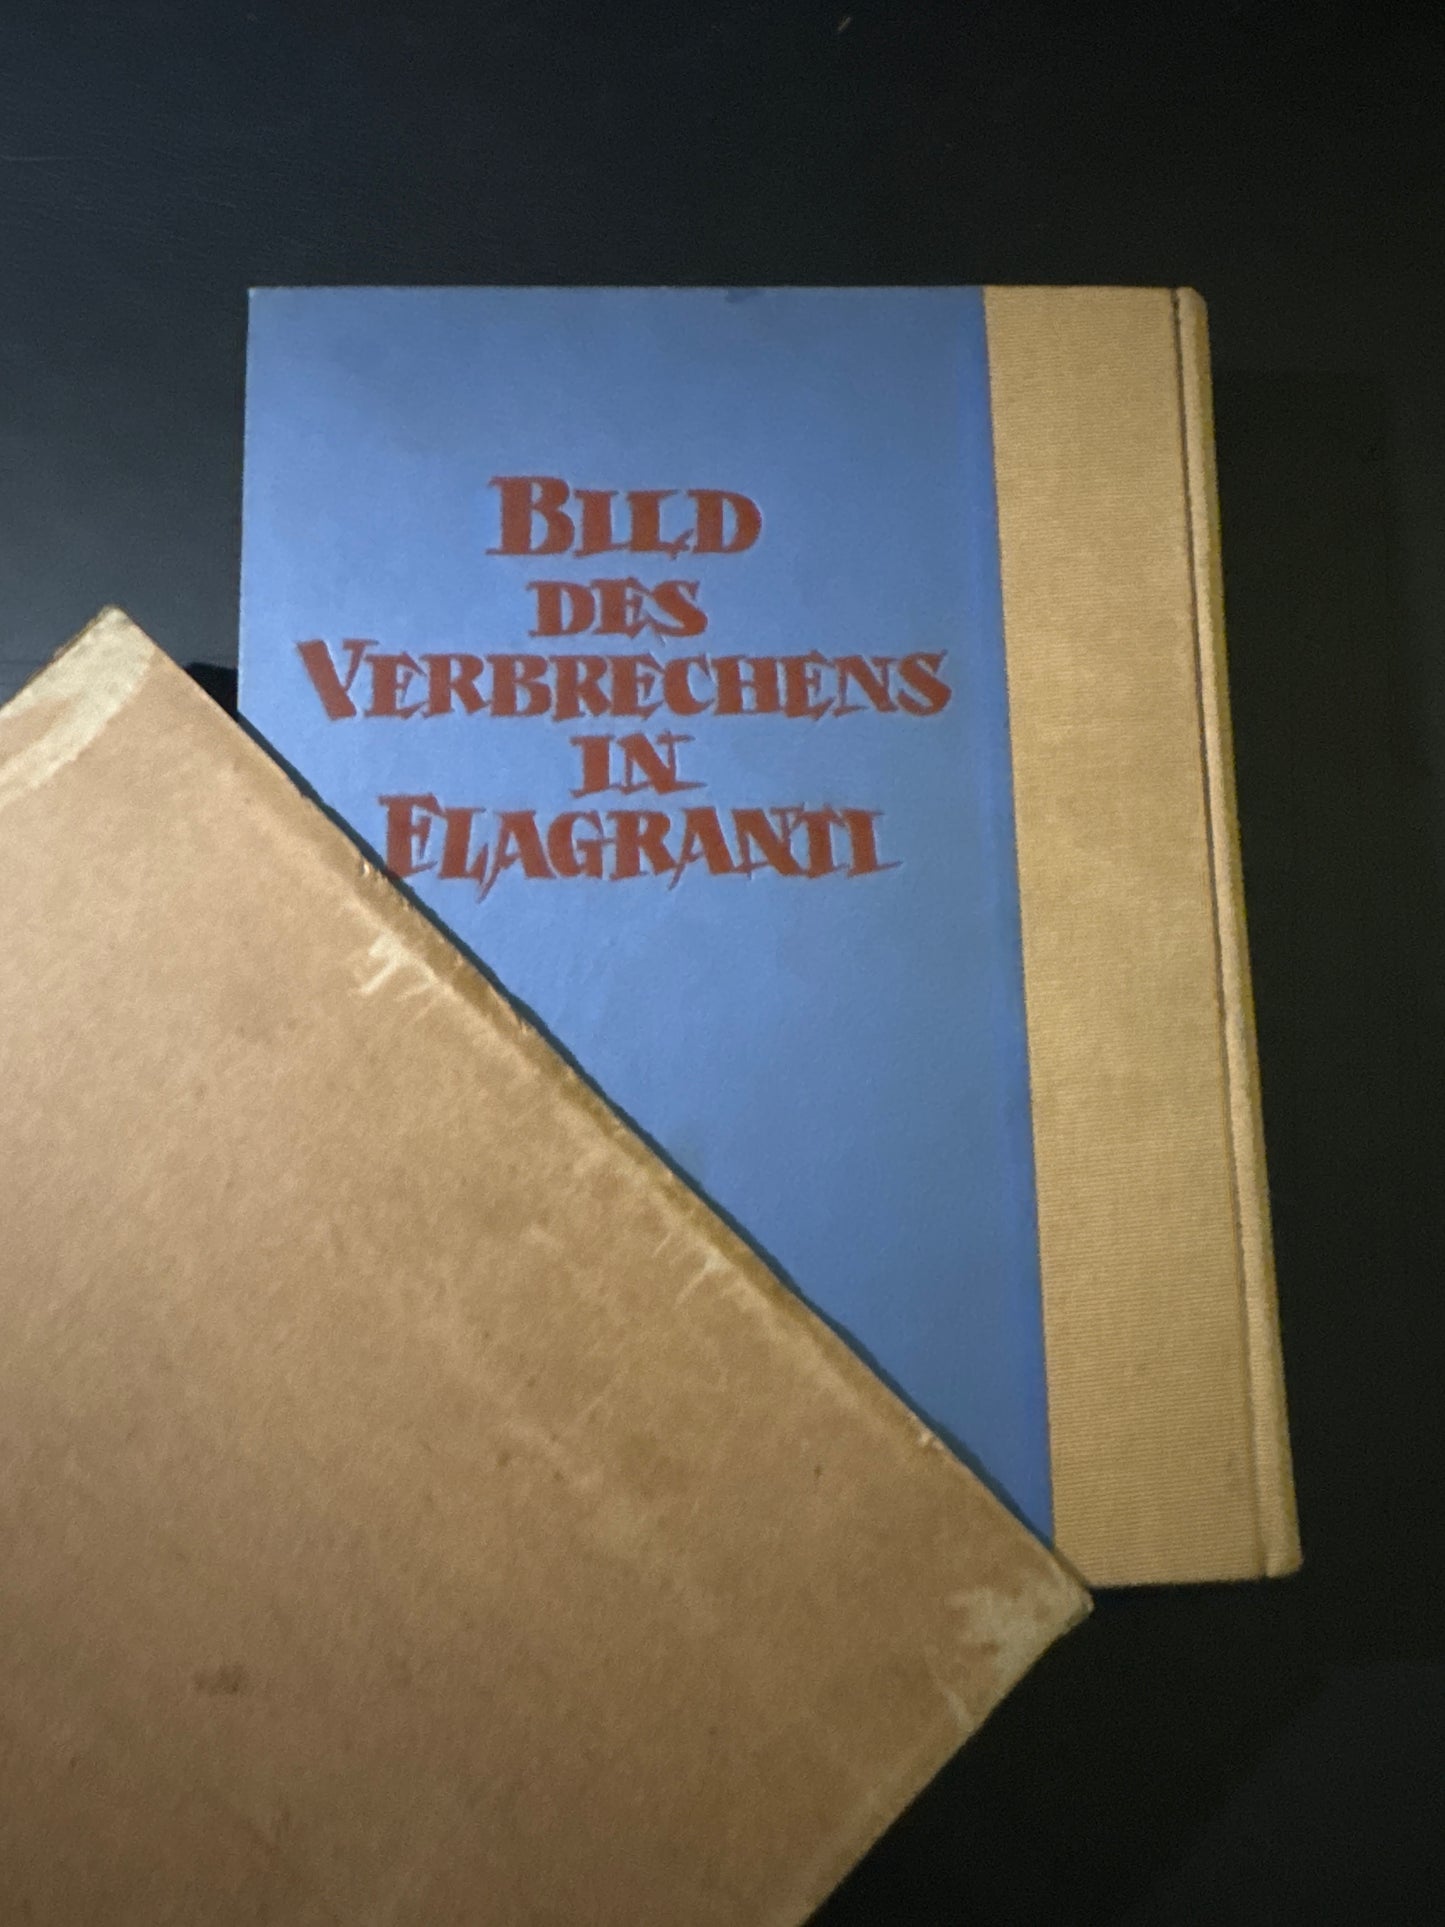 BILD
DES
VERBRECHENS
IN
FLAGRANTI